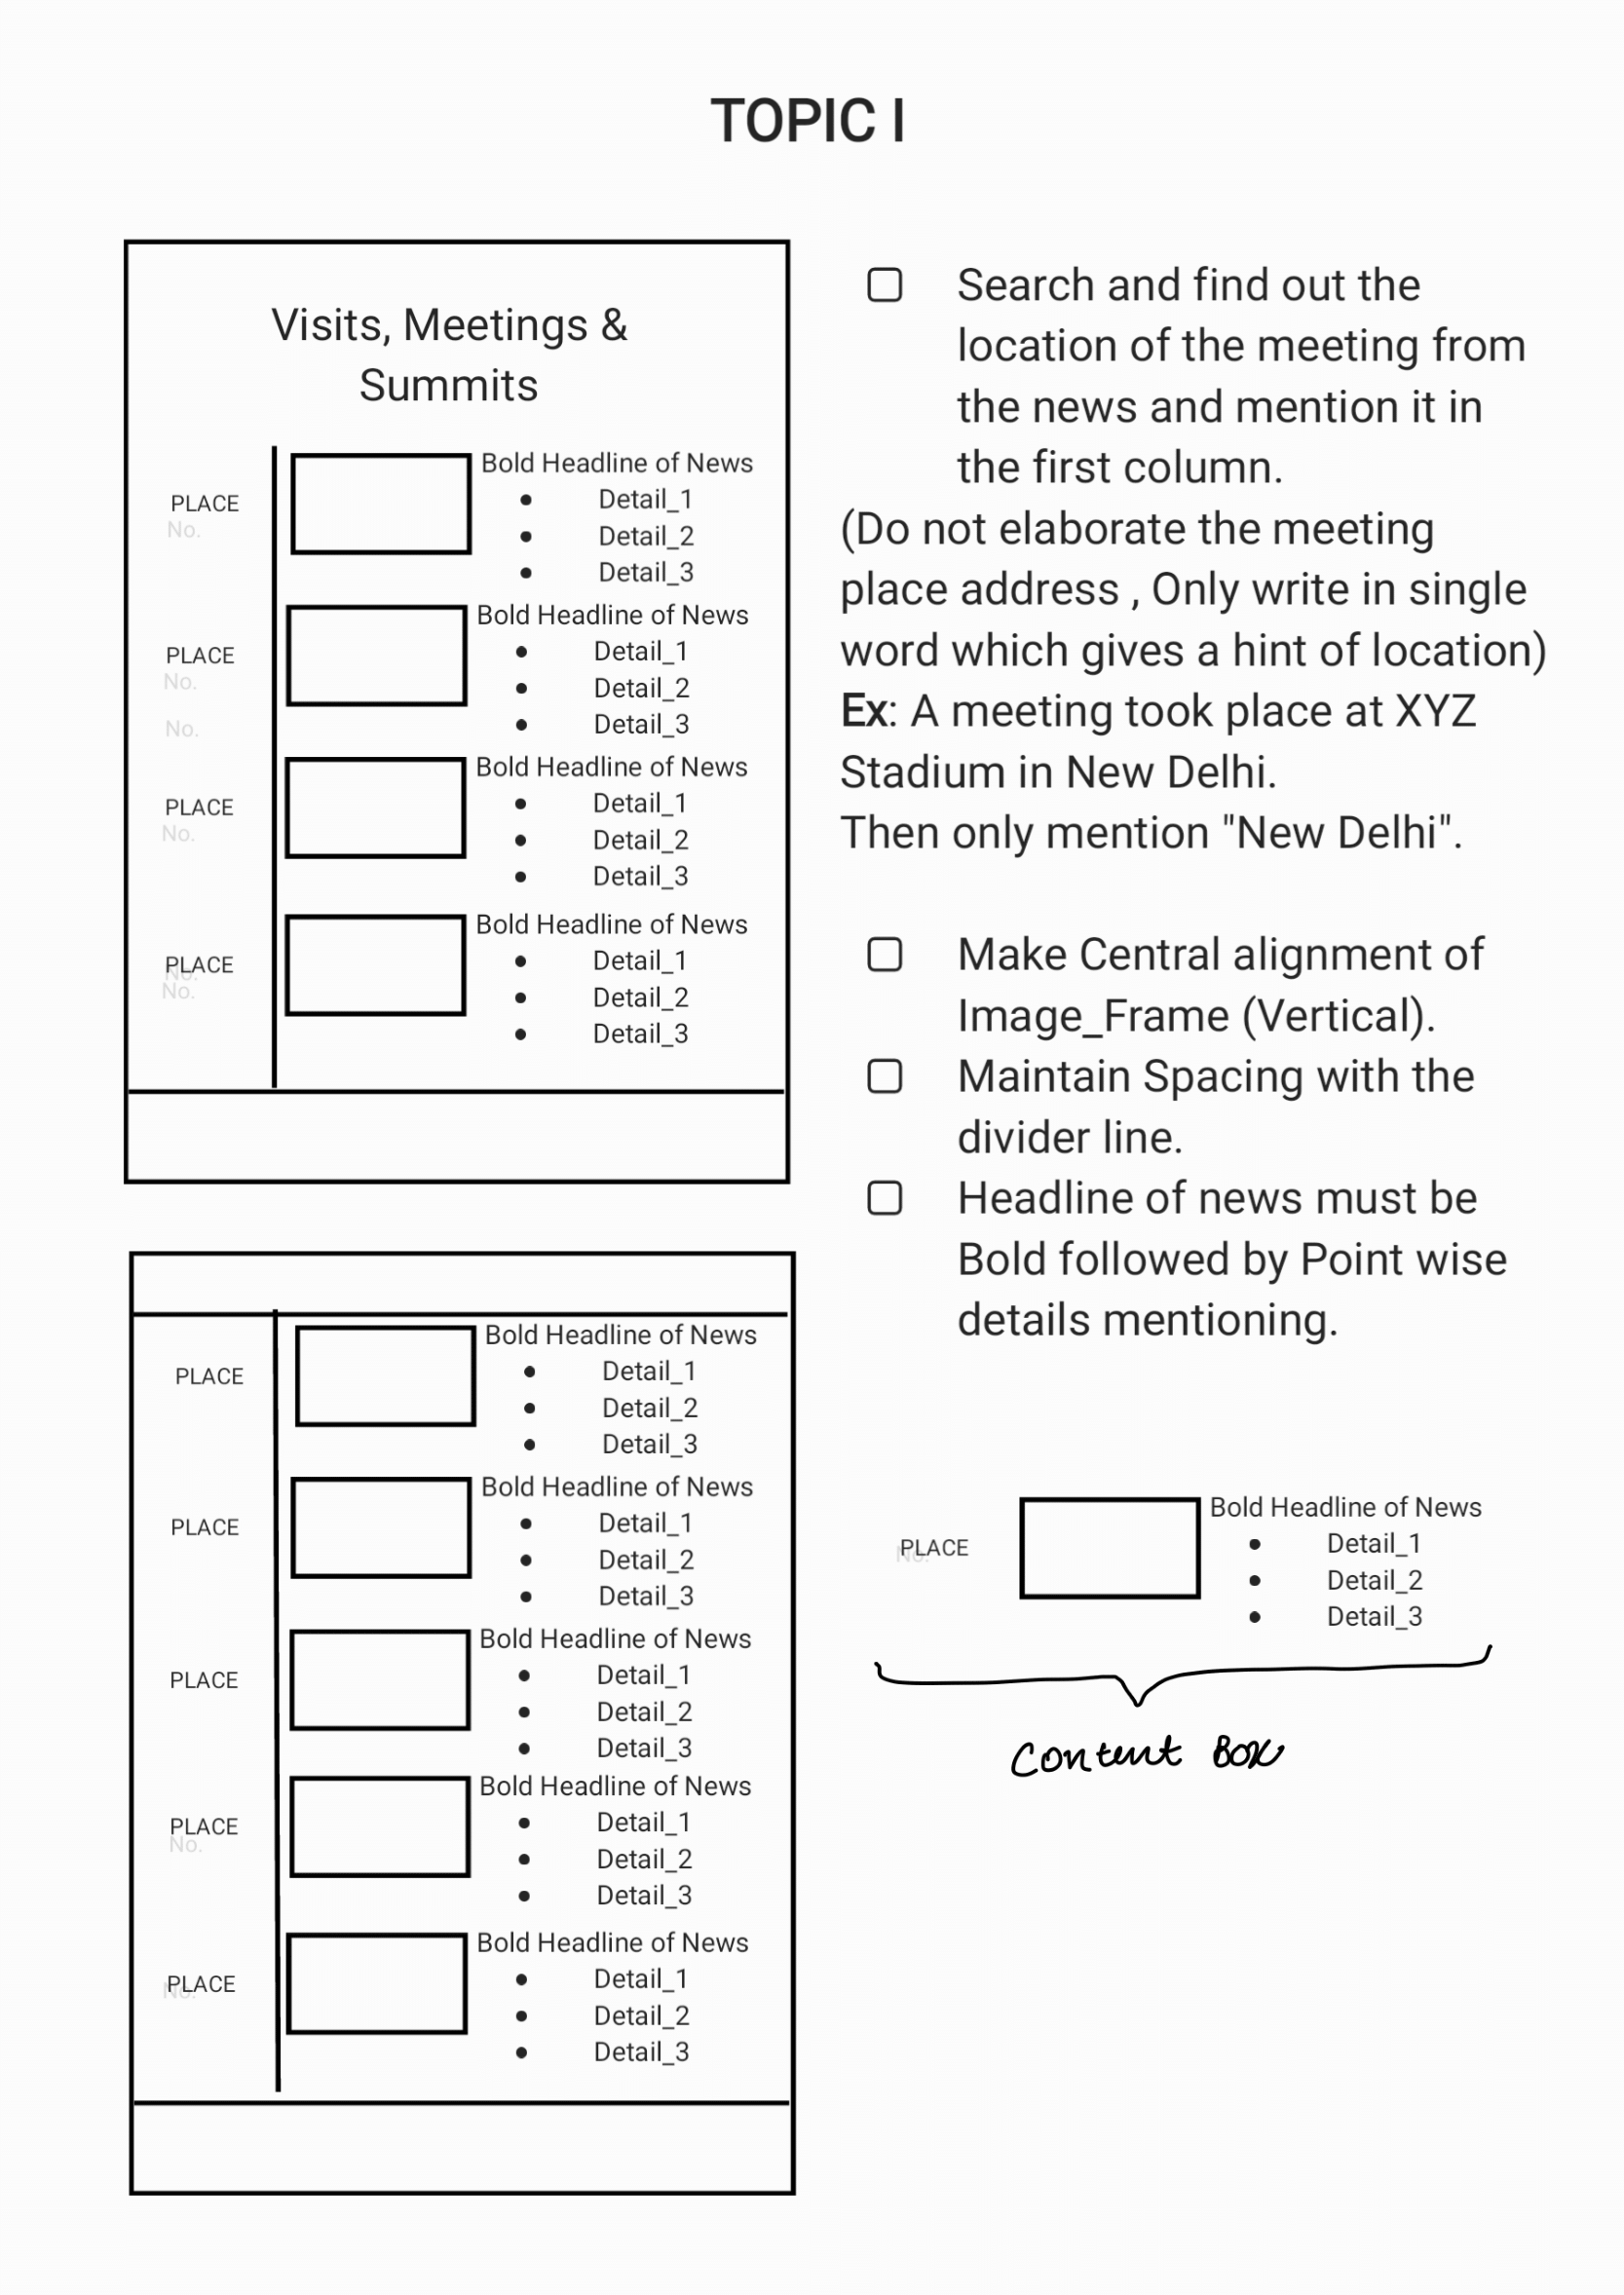 TOPIC I
Visits, Meetings &
Summits
PLACE
No.
Bold Headline of News
• Detail_1
• Detail_2
• Detail_3
PLACE
No.
No.
Bold Headline of News
• Detail_1
• Detail_2
• Detail_3
PLACE
No.
Bold Headline of News
• Detail_1
• Detail_2
• Detail_3
PLACE
No.
No.
Bold Headline of News
• Detail_1
• Detail_2
• Detail_3
Search and find out the
location of the meeting from
the news and mention it in
the first column.
(Do not elaborate the meeting
place address , Only write in single
word which gives a hint of location)
Ex: A meeting took place at XYZ
Stadium in New Delhi.
Then only mention "New Delhi".
Make Central alignment of
Image_Frame (Vertical).
Maintain Spacing with the
divider line.
Headline of news must be
Bold followed by Point wise
details mentioning.
PLACE
Bold Headline of News
• Detail_1
• Detail_2
• Detail_3
PLACE
Bold Headline of News
• Detail_1
• Detail_2
• Detail_3
PLACE
Bold Headline of News
• Detail_1
• Detail_2
• Detail_3
PLACE
No.
Bold Headline of News
• Detail_1
• Detail_2
• Detail_3
PLACE
No.
Bold Headline of News
• Detail_1
• Detail_2
• Detail_3
PLACE
No.
Bold Headline of News
• Detail_1
• Detail_2
• Detail_3
Content Box